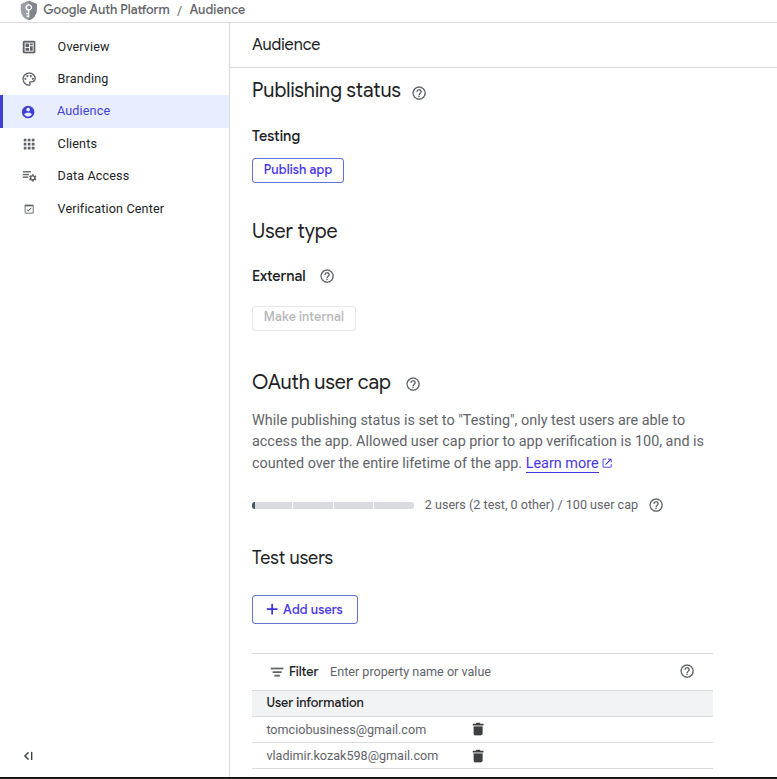 Google Auth Platform / Audience
Overview
Branding
Audience
Clients
Data Access
Verification Center
Audience
Publishing status
Testing
Publish app
User type
External
Make internal
OAuth user cap
While publishing status is set to "Testing", only test users are able to
access the app. Allowed user cap prior to app verification is 100, and is
counted over the entire lifetime of the app. Learn more
2 users (2 test, 0 other) / 100 user cap
Test users
+ Add users
Filter Enter property name or value
User information
tomciobusiness@gmail.com
vladimir.kozak598@gmail.com